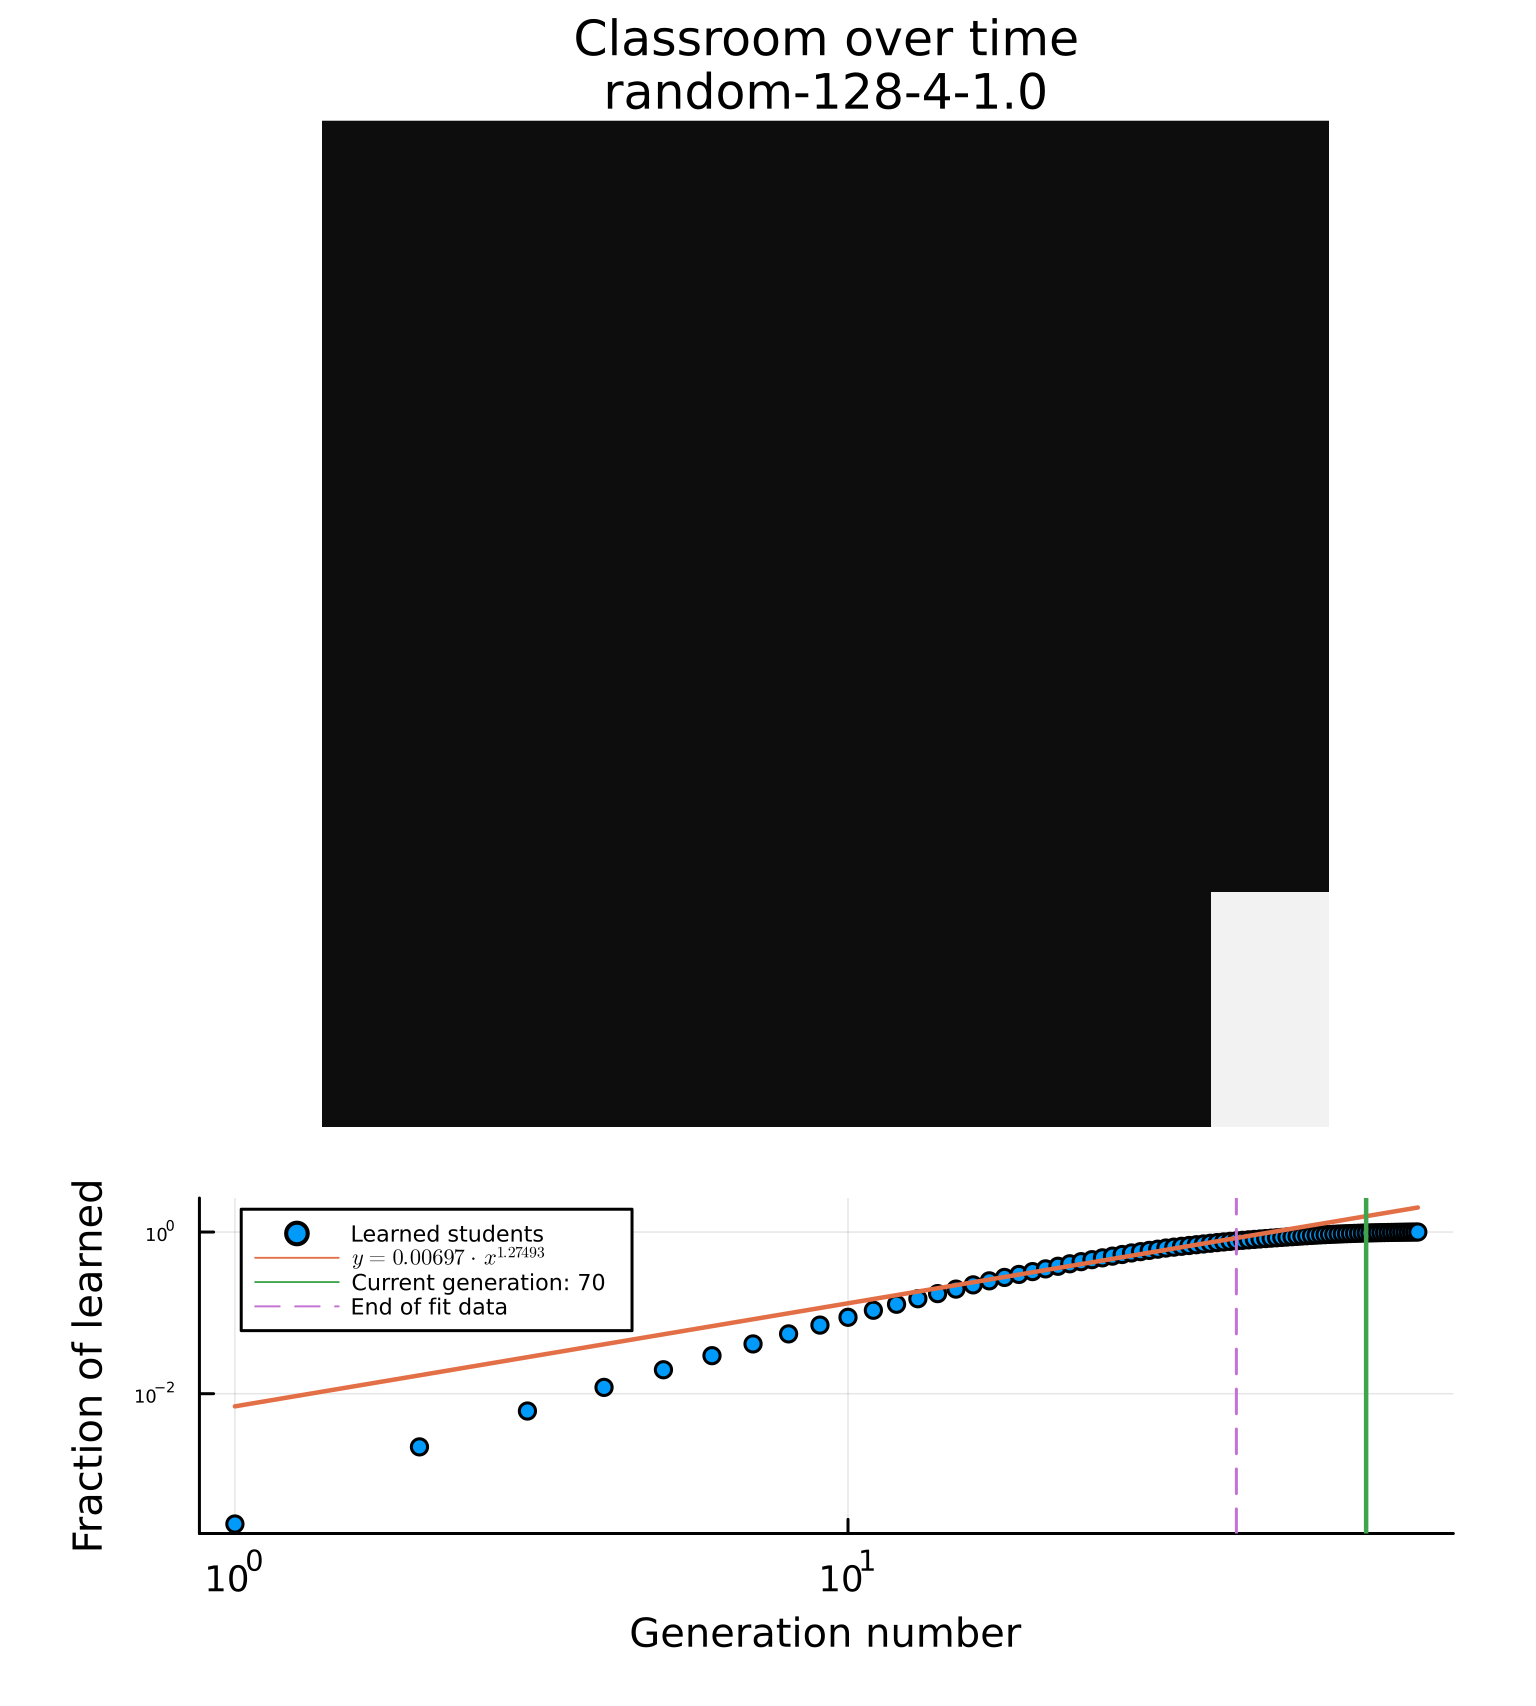 Classroom over time
random-128-4-1.0
Fraction of learned
10^0
10^-2
Learned students
y = 0.00697 · x^1.27493
Current generation: 70
End of fit data
10^0
10^1
Generation number